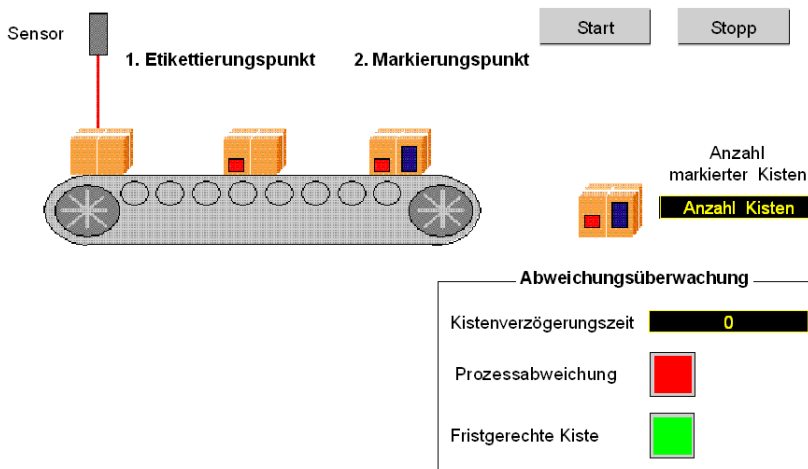 Sensor
1. Etikettierungspunkt
2. Markierungspunkt
Start
Stopp
Anzahl
markierter Kisten
Anzahl Kisten
Abweichungsüberwachung
Kistenverzögerungszeit
0
Prozessabweichung
Fristgerechte Kiste